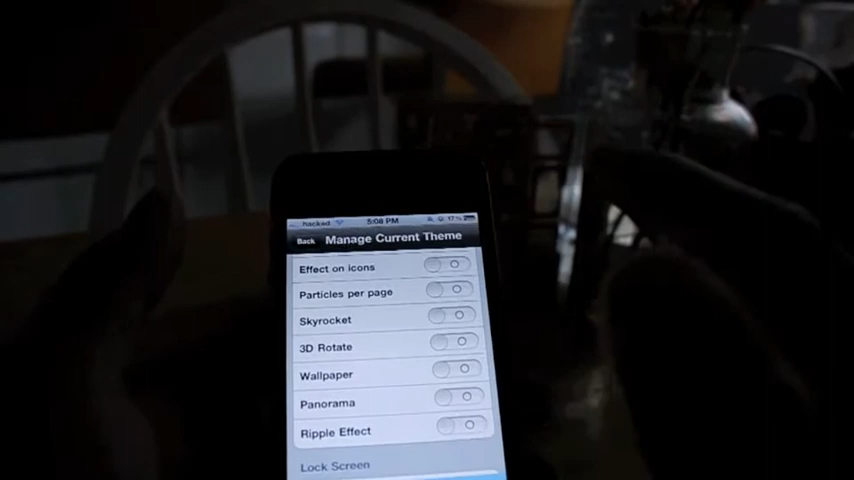 hacked 5:08 PM 17%
Back Manage Current Theme
Effect on icons
Particles per page
Skyrocket
3D Rotate
Wallpaper
Panorama
Ripple Effect
Lock Screen